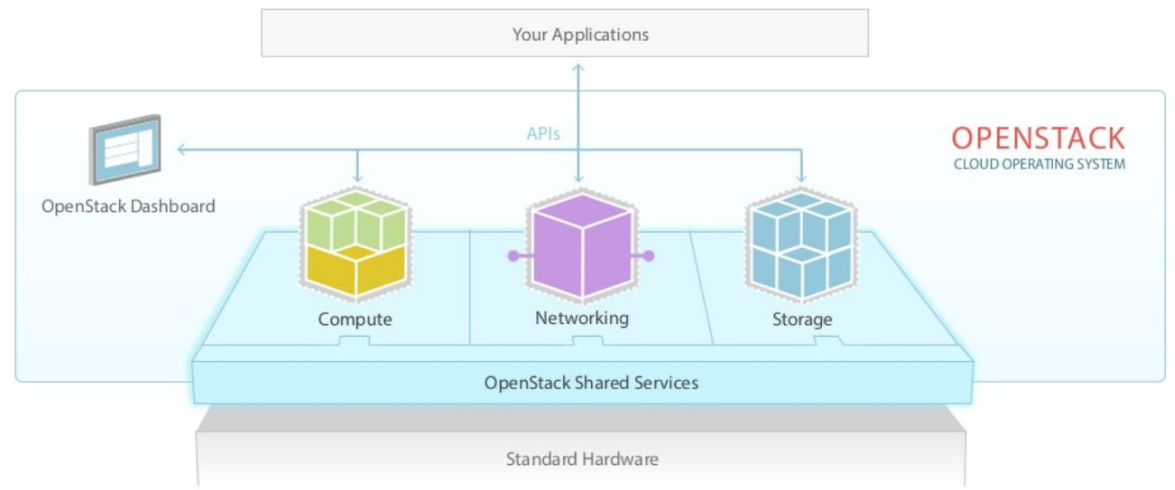 Your Applications
APIs
OPENSTACK
CLOUD OPERATING SYSTEM
OpenStack Dashboard
Compute
Networking
Storage
OpenStack Shared Services
Standard Hardware